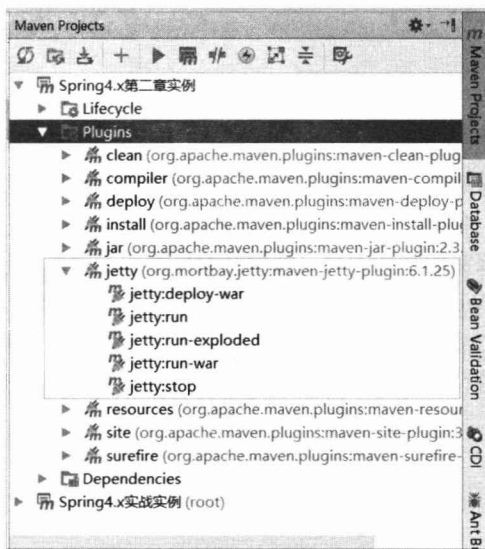 Maven Projects
Spring4.x第二章实例
Lifecycle
Plugins
clean (org.apache.maven.plugins:maven-clean-plug
compiler (org.apache.maven.plugins:maven-compil
deploy (org.apache.maven.plugins:maven-deploy-p
install (org.apache.maven.plugins:maven-install-plug
jar (org.apache.maven.plugins:maven-jar-plugin:2.3.
jetty (org.mortbay.jetty:maven-jetty-plugin:6.1.25)
jetty:deploy-war
jetty:run
jetty:run-exploded
jetty:run-war
jetty:stop
resources (org.apache.maven.plugins:maven-resour
site (org.apache.maven.plugins:maven-site-plugin:3
surefire (org.apache.maven.plugins:maven-surefire-
Dependencies
Spring4.x实战实例 (root)
Maven Projects
Database
Bean Validation
CDI
Ant Bu